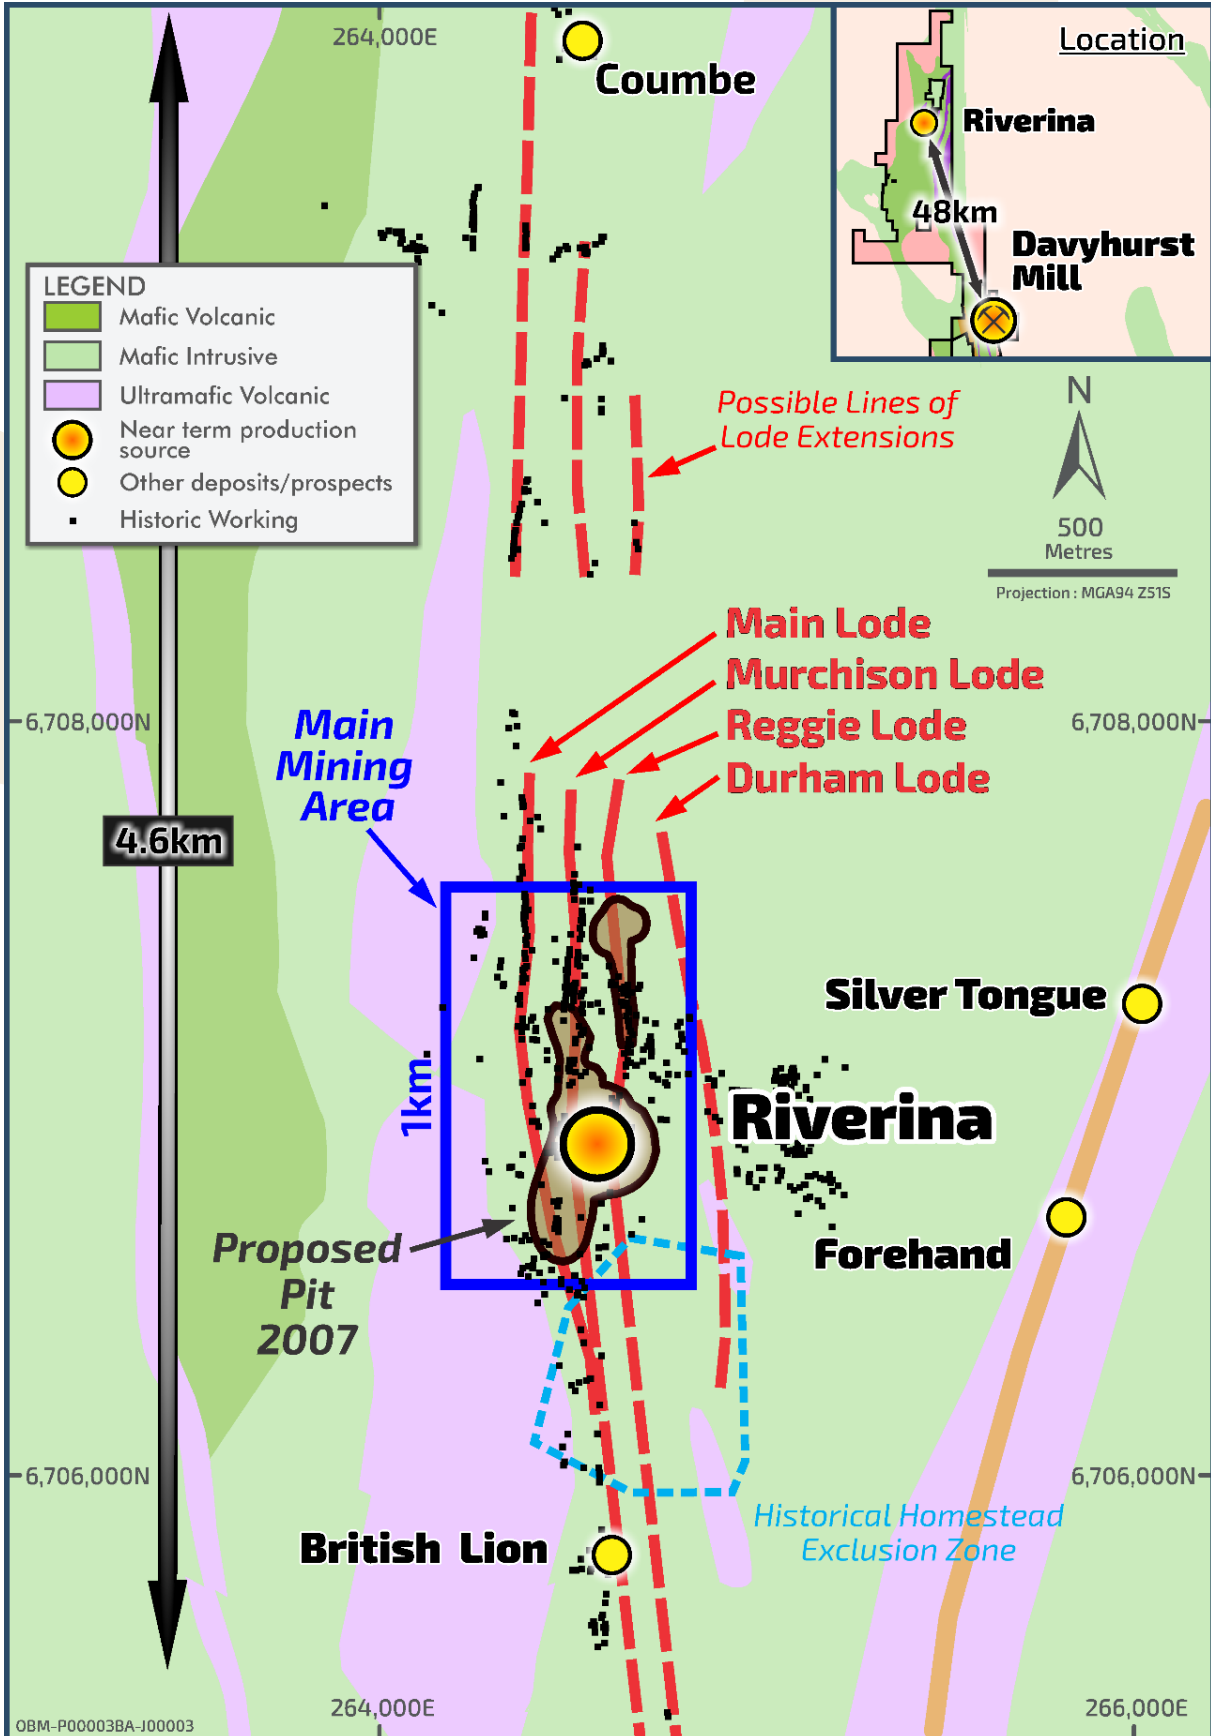 264,000E
Coumbe
Location
Riverina
48km
Davyhurst
Mill
LEGEND
Mafic Volcanic
Mafic Intrusive
Ultramafic Volcanic
Near term production
source
Other deposits/prospects
Historic Working
Possible Lines of
Lode Extensions
N
500
Metres
Projection : MGA94 Z51S
Main Lode
Murchison Lode
Reggie Lode
Durham Lode
6,708,000N
6,708,000N
Main
Mining
Area
4.6km
Silver Tongue
1km
Riverina
Proposed
Pit
2007
Forehand
6,706,000N
6,706,000N
Historical Homestead
Exclusion Zone
British Lion
264,000E
266,000E
OBM-P00003BA-J00003